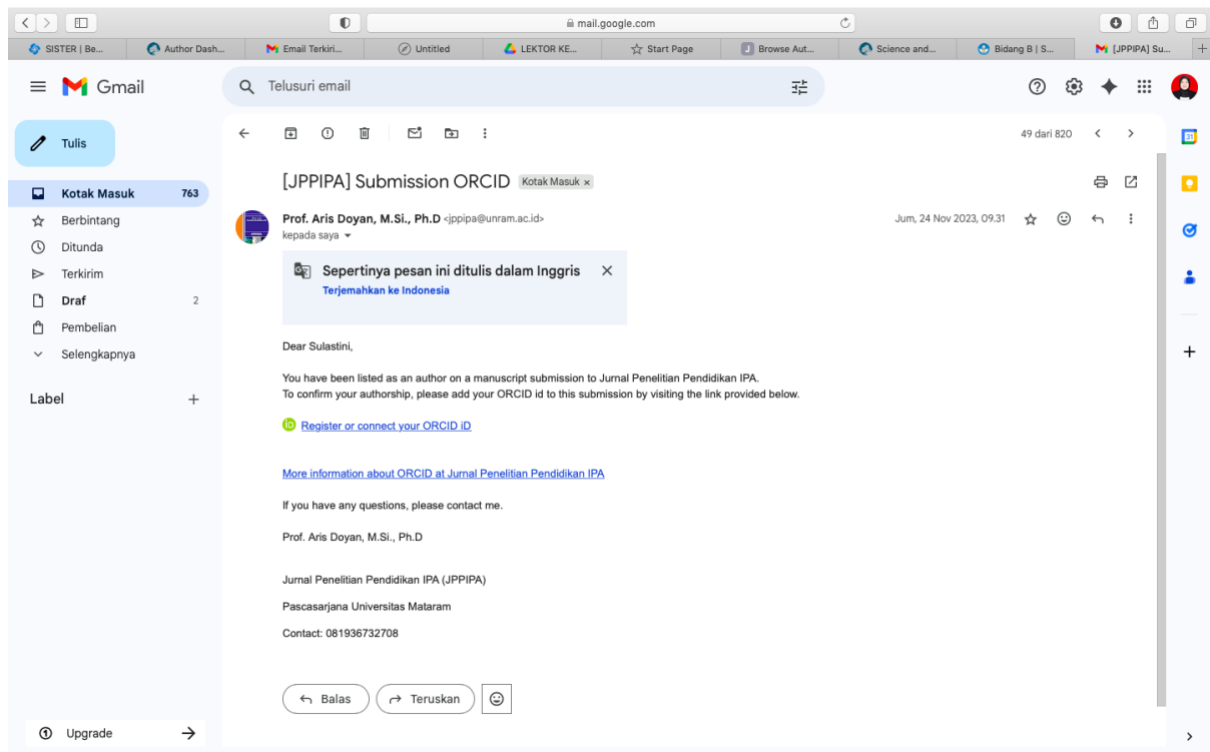 mail.google.com
SISTER | Be...
Author Dash...
Email Terkiri...
Untitled
LEKTOR KE...
Start Page
Browse Aut...
Science and...
Bidang B | S...
[JPPIPA] Su...
Gmail
Telusuri email
Tulis
49 dari 820
31
Kotak Masuk 763
Berbintang
Ditunda
Terkirim
Draf 2
Pembelian
Selengkapnya
Label
Upgrade
[JPPIPA] Submission ORCID Kotak Masuk x
Prof. Aris Doyan, M.Si., Ph.D <jppipa@unram.ac.id>
Jum, 24 Nov 2023, 09.31
kepada saya
Sepertinya pesan ini ditulis dalam Inggris
Terjemahkan ke Indonesia
Dear Sulastini,
You have been listed as an author on a manuscript submission to Jurnal Penelitian Pendidikan IPA.
To confirm your authorship, please add your ORCID id to this submission by visiting the link provided below.
iD Register or connect your ORCID iD
More information about ORCID at Jurnal Penelitian Pendidikan IPA
If you have any questions, please contact me.
Prof. Aris Doyan, M.Si., Ph.D
Jurnal Penelitian Pendidikan IPA (JPPIPA)
Pascasarjana Universitas Mataram
Contact: 081936732708
Balas
Teruskan